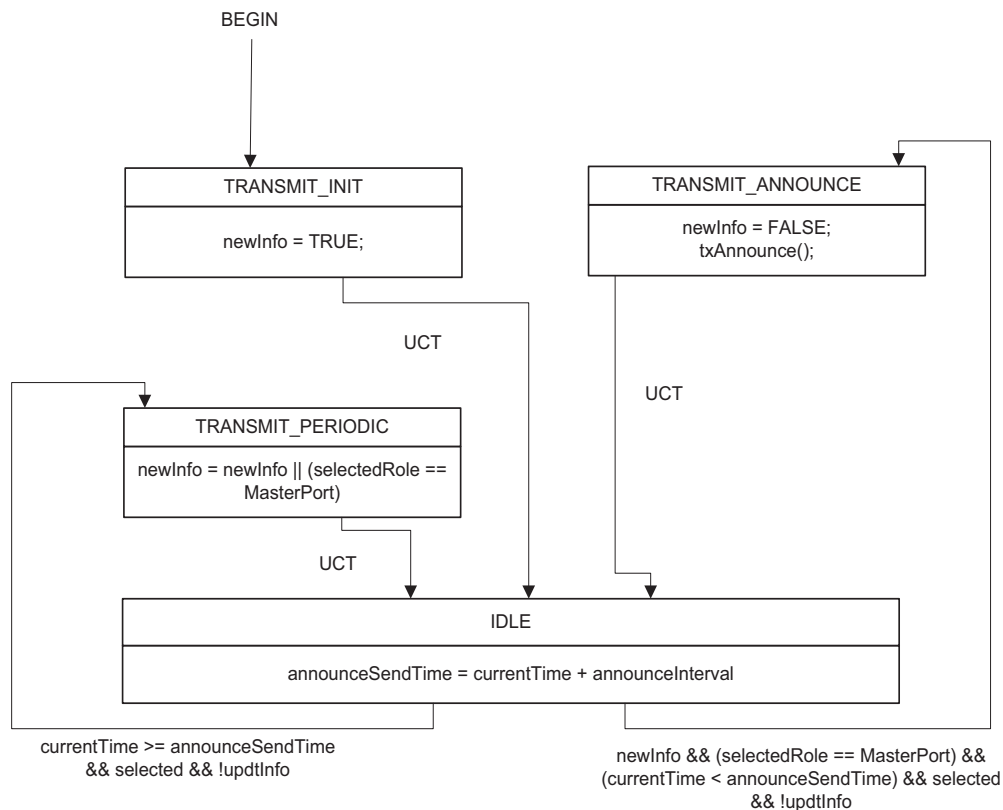 BEGIN
TRANSMIT_INIT
newInfo = TRUE;
TRANSMIT_ANNOUNCE
newInfo = FALSE;
txAnnounce();
UCT
UCT
TRANSMIT_PERIODIC
newInfo = newInfo || (selectedRole ==
MasterPort)
UCT
IDLE
announceSendTime = currentTime + announceInterval
currentTime >= announceSendTime
&& selected && !updtInfo
newInfo && (selectedRole == MasterPort) &&
(currentTime < announceSendTime) && selected
&& !updtInfo